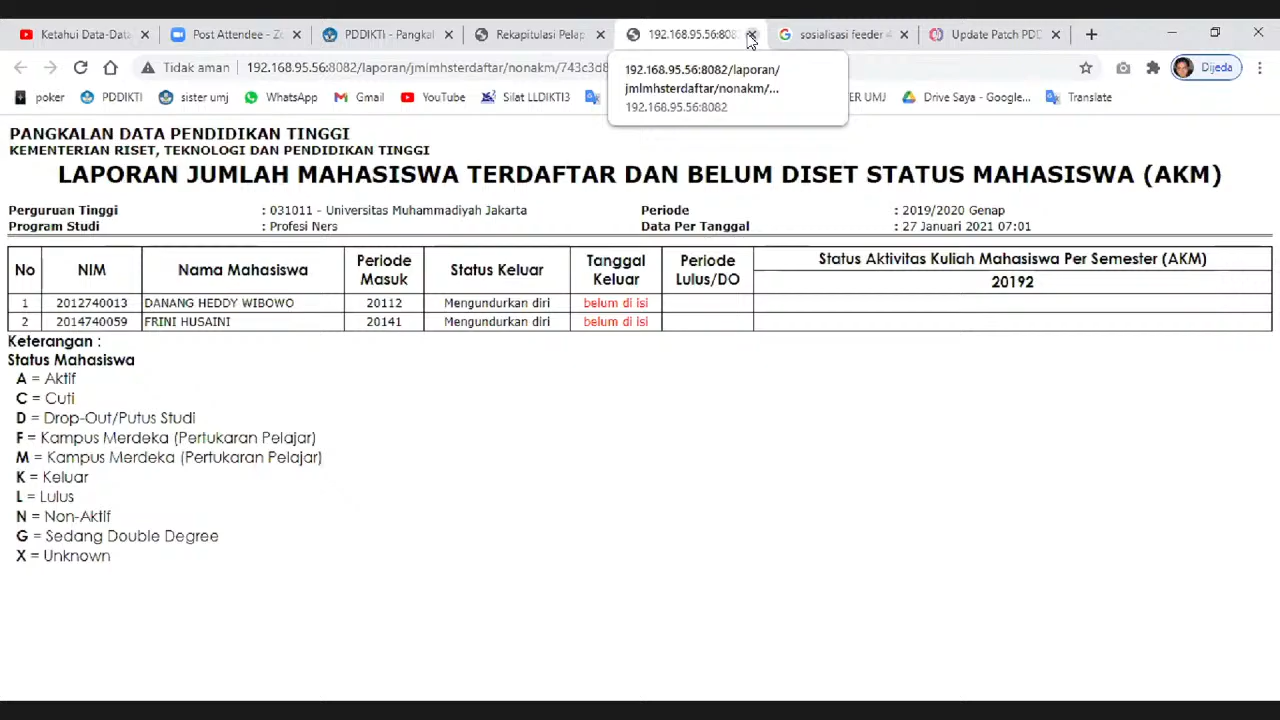 Ketahui Data-Data
Post Attendee - Z
PDDIKTI - Pangkal
Rekapitulasi Pelap
192.168.95.56:808
sosialisasi feeder 4
Update Patch PDD
Tidak aman
192.168.95.56:8082/laporan/jmlmhsterdaftar/nonakm/743c3d8
Dijeda
192.168.95.56:8082/laporan/
jmlmhsterdaftar/nonakm/...
192.168.95.56:8082
poker
PDDIKTI
sister umj
WhatsApp
Gmail
YouTube
Silat LLDIKTI3
ER UMJ
Drive Saya - Google...
Translate
PANGKALAN DATA PENDIDIKAN TINGGI
KEMENTERIAN RISET, TEKNOLOGI DAN PENDIDIKAN TINGGI
LAPORAN JUMLAH MAHASISWA TERDAFTAR DAN BELUM DISET STATUS MAHASISWA (AKM)
Perguruan Tinggi : 031011 - Universitas Muhammadiyah Jakarta Periode : 2019/2020 Genap
Program Studi : Profesi Ners Data Per Tanggal : 27 Januari 2021 07:01
No NIM Nama Mahasiswa Periode Masuk Status Keluar Tanggal Keluar Periode Lulus/DO Status Aktivitas Kuliah Mahasiswa Per Semester (AKM)
20192
1 2012740013 DANANG HEDDY WIBOWO 20112 Mengundurkan diri belum di isi
2 2014740059 FRINI HUSAINI 20141 Mengundurkan diri belum di isi
Keterangan :
Status Mahasiswa
A = Aktif
C = Cuti
D = Drop-Out/Putus Studi
F = Kampus Merdeka (Pertukaran Pelajar)
M = Kampus Merdeka (Pertukaran Pelajar)
K = Keluar
L = Lulus
N = Non-Aktif
G = Sedang Double Degree
X = Unknown